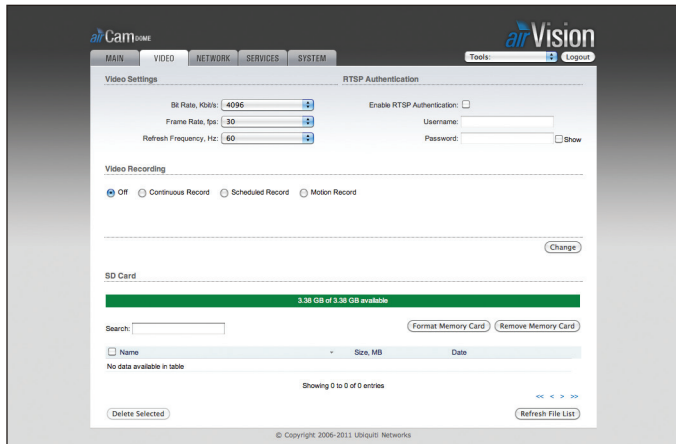 airCam DOME
airVision
MAIN VIDEO NETWORK SERVICES SYSTEM
Tools: Logout
Video Settings
RTSP Authentication
Bit Rate, Kbit/s: 4096
Frame Rate, fps: 30
Refresh Frequency, Hz: 60
Enable RTSP Authentication:
Username:
Password: Show
Video Recording
Off Continuous Record Scheduled Record Motion Record
Change
SD Card
3.38 GB of 3.38 GB available
Search: Format Memory Card Remove Memory Card
Name Size, MB Date
No data available in table
Showing 0 to 0 of 0 entries
<< < > >>
Delete Selected Refresh File List
© Copyright 2006-2011 Ubiquiti Networks